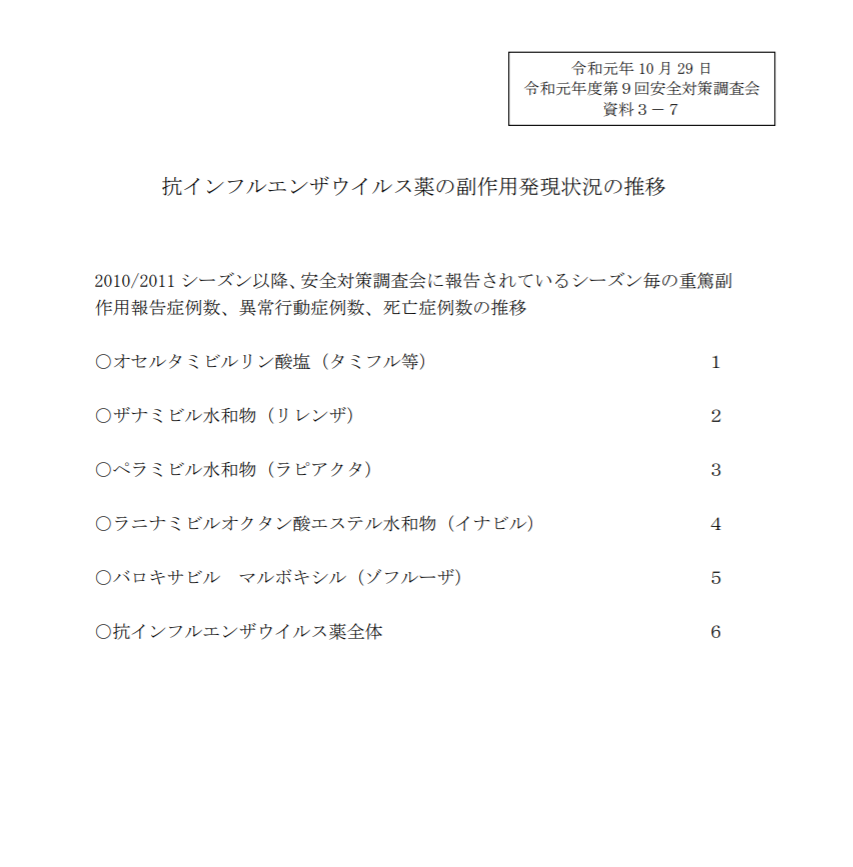 令和元年 10 月 29 日
令和元年度第９回安全対策調査会
資料３－７
抗インフルエンザウイルス薬の副作用発現状況の推移
2010/2011 シーズン以降、安全対策調査会に報告されているシーズン毎の重篤副
作用報告症例数、異常行動症例数、死亡症例数の推移
○オセルタミビルリン酸塩（タミフル等） 1
○ザナミビル水和物（リレンザ） 2
○ペラミビル水和物（ラピアクタ） 3
○ラニナミビルオクタン酸エステル水和物（イナビル） 4
○バロキサビル　マルボキシル（ゾフルーザ） 5
○抗インフルエンザウイルス薬全体 6